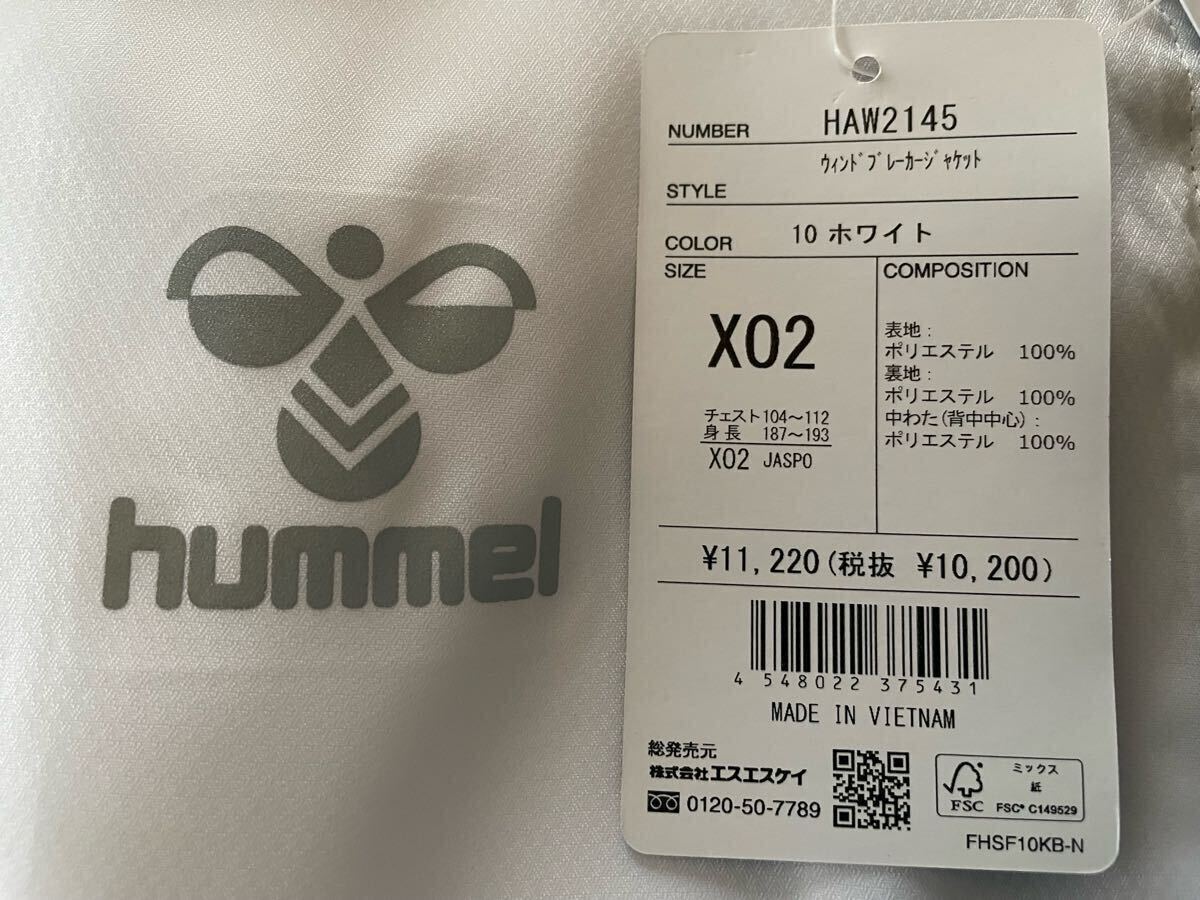 hummel
NUMBER HAW2145
ウィンドブレーカージャケット
STYLE
COLOR 10 ホワイト
SIZE
X02
チェスト104〜112
身長 187〜193
X02 JASPO
COMPOSITION
表地:
ポリエステル 100%
裏地:
ポリエステル 100%
中わた(背中中心):
ポリエステル 100%
¥11,220(税抜 ¥10,200)
4 548022 375431
MADE IN VIETNAM
総発売元
株式会社エスエスケイ
0120-50-7789
FSC
ミックス
紙
FSC® C149529
FHSF10KB-N